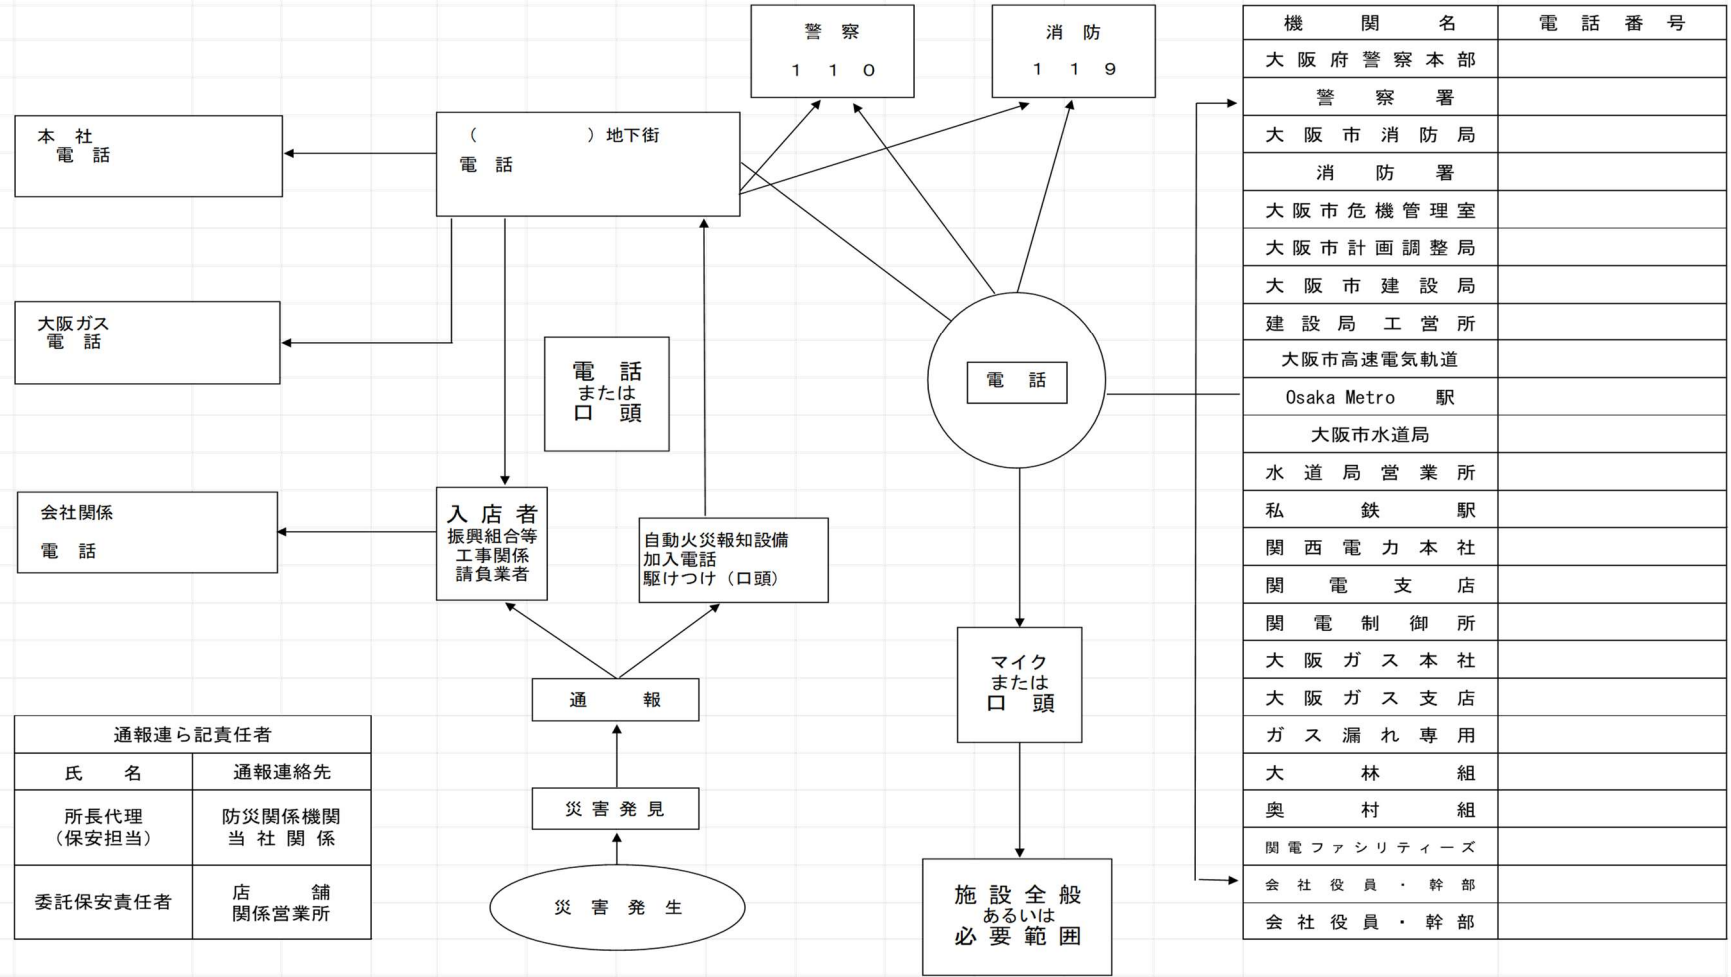 警 察
１ １ ０
消 防
１ １ ９
本 社
電 話
（　　　　　　）地下街
電 話
大阪ガス
電 話
電 話
または
口 頭
電 話
会社関係
電 話
入 店 者
振興組合等
工事関係
請負業者
自動火災報知設備
加入電話
駆けつけ（口頭）
通 報
災 害 発 見
災 害 発 生
マイク
または
口 頭
施 設 全 般
あるいは
必 要 範 囲
通報連ら記責任者
氏 名　通報連絡先
所長代理　防災関係機関
（保安担当）　当 社 関 係
委託保安責任者　店 舗
関係営業所
機 関 名　電 話 番 号
大 阪 府 警 察 本 部
警 察 署
大 阪 市 消 防 局
消 防 署
大 阪 市 危 機 管 理 室
大 阪 市 計 画 調 整 局
大 阪 市 建 設 局
建 設 局 工 営 所
大阪市高速電気軌道
Osaka Metro 駅
大阪市水道局
水 道 局 営 業 所
私 鉄 駅
関 西 電 力 本 社
関 電 支 店
関 電 制 御 所
大 阪 ガ ス 本 社
大 阪 ガ ス 支 店
ガ ス 漏 れ 専 用
大 林 組
奥 村 組
関 電 フ ァ シ リ テ ィ ー ズ
会 社 役 員 ・ 幹 部
会 社 役 員 ・ 幹 部